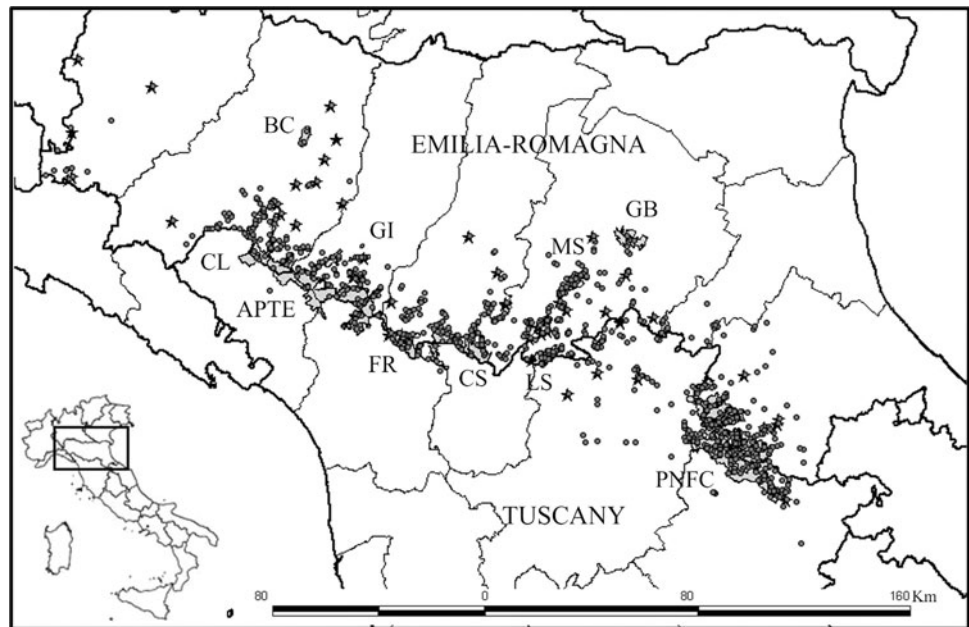 BC
EMILIA-ROMAGNA
GI
GB
MS
CL
APTE
FR
CS
LS
PNFC
TUSCANY
80 0 80 160 Km